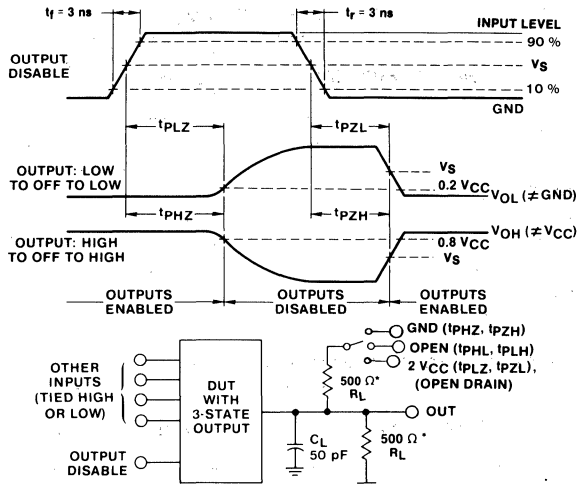 tf = 3 ns
tr = 3 ns
INPUT LEVEL
90 %
OUTPUT
DISABLE
VS
10 %
GND
tPLZ
tPZL
OUTPUT: LOW
TO OFF TO LOW
VS
0.2 VCC
VOL (≠GND)
tPHZ
tPZH
OUTPUT: HIGH
TO OFF TO HIGH
VOH (≠VCC)
0.8 VCC
VS
OUTPUTS
ENABLED
OUTPUTS
DISABLED
OUTPUTS
ENABLED
OTHER
INPUTS
(TIED HIGH
OR LOW)
OUTPUT
DISABLE
DUT
WITH
3-STATE
OUTPUT
GND (tPHZ, tPZH)
OPEN (tPHL, tPLH)
2 VCC (tPLZ, tPZL),
(OPEN DRAIN)
500 Ω*
RL
OUT
CL
50 pF
500 Ω*
RL